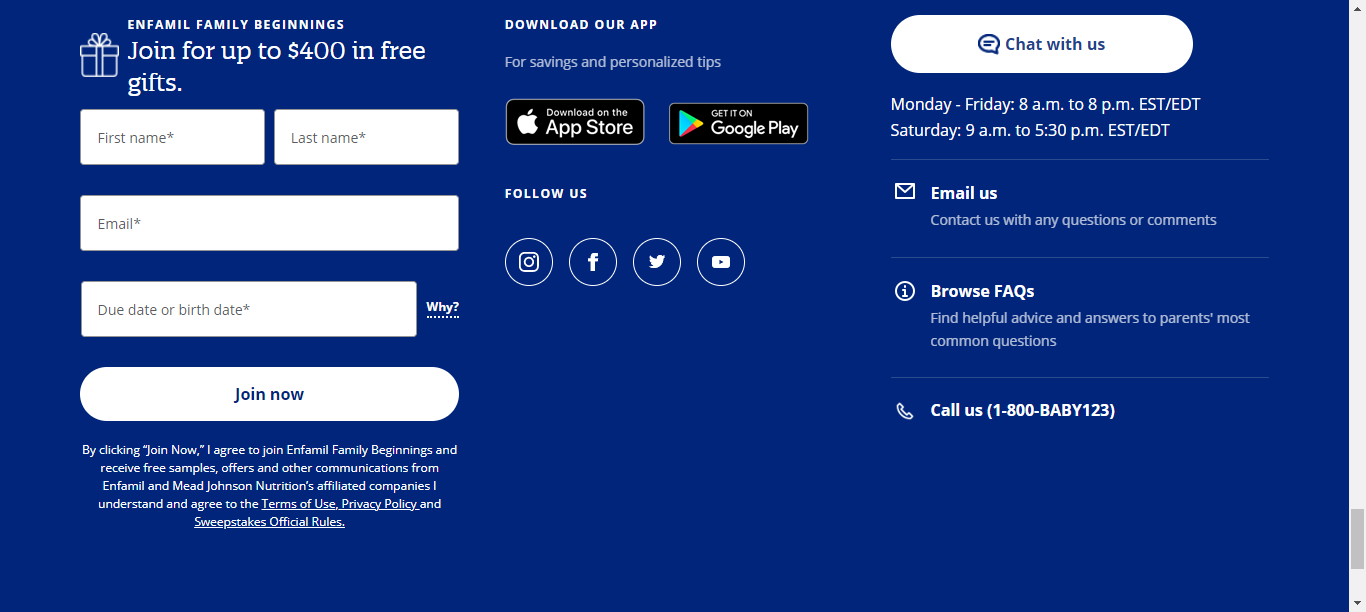 ENFAMIL FAMILY BEGINNINGS
Join for up to $400 in free
gifts.
First name*
Last name*
Email*
Due date or birth date*
Why?
Join now
By clicking “Join Now,” I agree to join Enfamil Family Beginnings and
receive free samples, offers and other communications from
Enfamil and Mead Johnson Nutrition’s affiliated companies I
understand and agree to the Terms of Use, Privacy Policy and
Sweepstakes Official Rules.
DOWNLOAD OUR APP
For savings and personalized tips
Download on the
App Store
GET IT ON
Google Play
FOLLOW US
Chat with us
Monday - Friday: 8 a.m. to 8 p.m. EST/EDT
Saturday: 9 a.m. to 5:30 p.m. EST/EDT
Email us
Contact us with any questions or comments
Browse FAQs
Find helpful advice and answers to parents' most
common questions
Call us (1-800-BABY123)